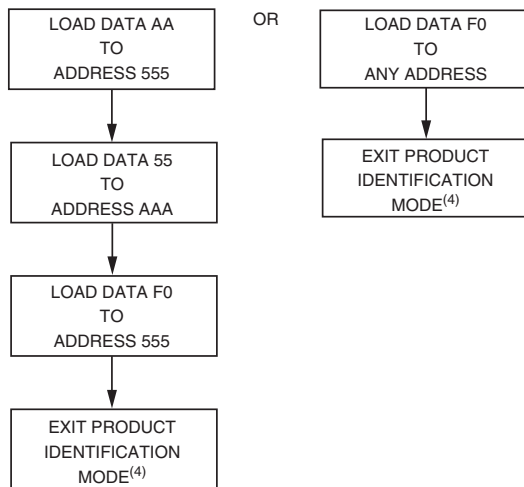 LOAD DATA AA
TO
ADDRESS 555
LOAD DATA 55
TO
ADDRESS AAA
LOAD DATA F0
TO
ADDRESS 555
EXIT PRODUCT
IDENTIFICATION
MODE(4)
OR
LOAD DATA F0
TO
ANY ADDRESS
EXIT PRODUCT
IDENTIFICATION
MODE(4)